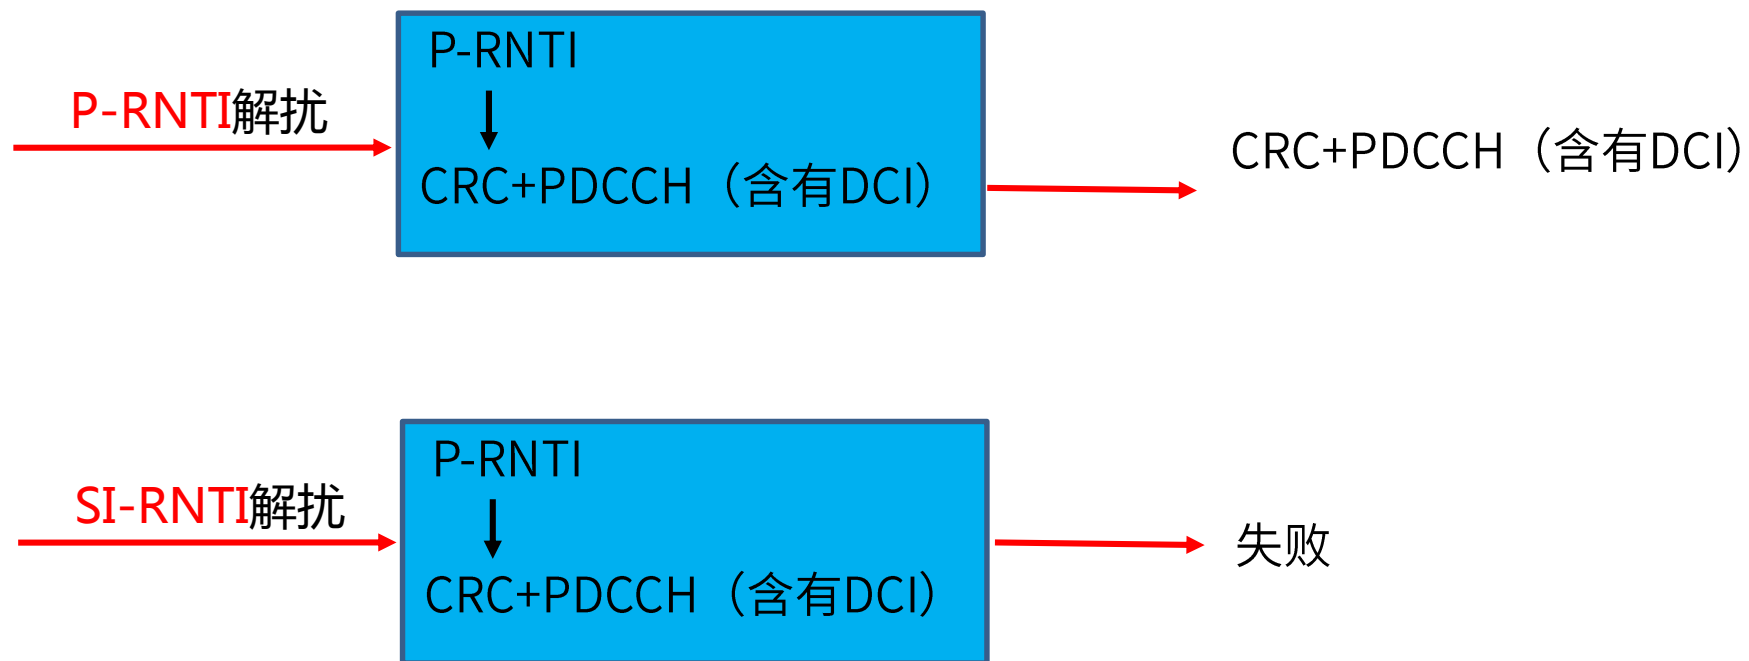 P-RNTI
P-RNTI解扰
CRC+PDCCH（含有DCI）
CRC+PDCCH（含有DCI）
P-RNTI
SI-RNTI解扰
CRC+PDCCH（含有DCI）
失败